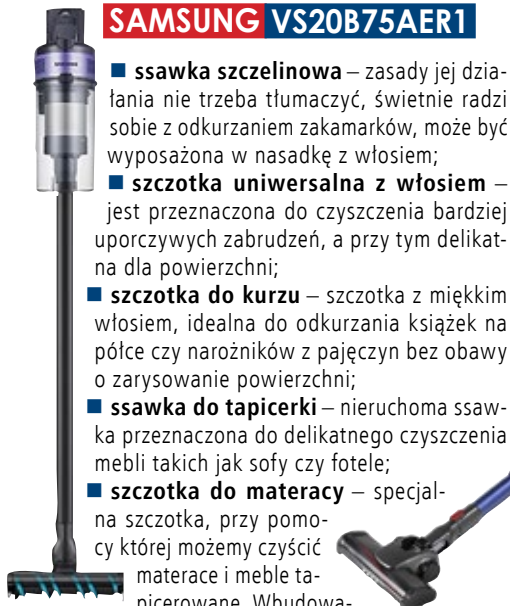 SAMSUNG VS20B75AER1
■ ssawka szczelinowa – zasady jej dzia-
łania nie trzeba tłumaczyć, świetnie radzi
sobie z odkurzaniem zakamarków, może być
wyposażona w nasadkę z włosiem;
■ szczotka uniwersalna z włosiem –
jest przeznaczona do czyszczenia bardziej
uporczywych zabrudzeń, a przy tym delikat-
na dla powierzchni;
■ szczotka do kurzu – szczotka z miękkim
włosiem, idealna do odkurzania książek na
półce czy narożników z pajęczyn bez obawy
o zarysowanie powierzchni;
■ ssawka do tapicerki – nieruchoma ssaw-
ka przeznaczona do delikatnego czyszczenia
mebli takich jak sofy czy fotele;
■ szczotka do materacy – specjal-
na szczotka, przy pomo-
cy której możemy czyścić
materace i meble ta-
picerowane. Wbudowa-